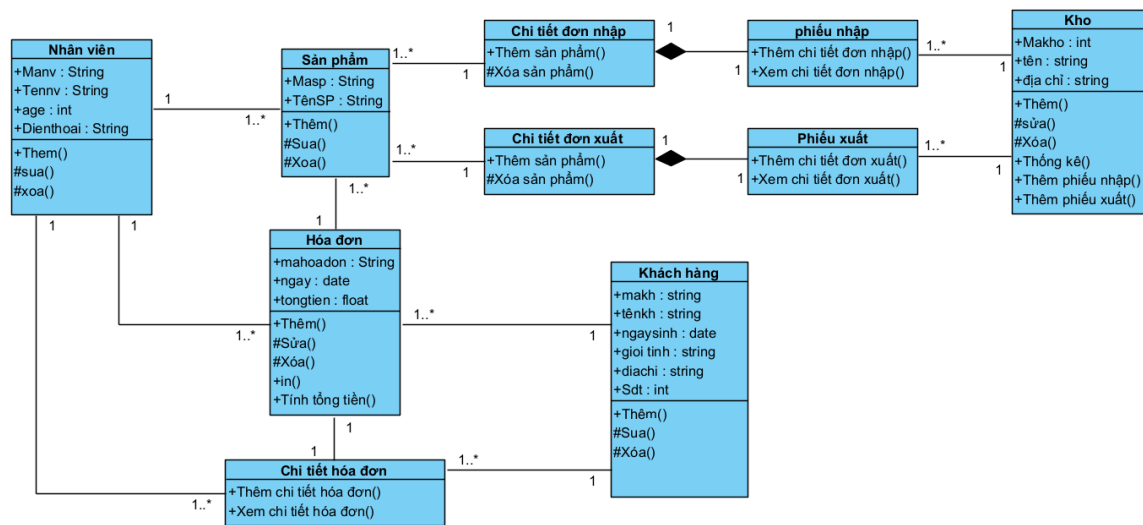 Nhân viên
+Manv : String
+Tennv : String
+age : int
+Dienthoai : String
+Them()
#sua()
#xoa()
1
1..*
Sản phẩm
+Masp : String
+TênSP : String
+Thêm()
#Sua()
#Xoa()
1..*
1
Chi tiết đơn nhập
+Thêm sản phẩm()
#Xóa sản phẩm()
1
1
phiếu nhập
+Thêm chi tiết đơn nhập()
+Xem chi tiết đơn nhập()
1..*
1
Kho
+Makho : int
+tên : string
+địa chỉ : string
+Thêm()
#sửa()
#Xóa()
+Thống kê()
+Thêm phiếu nhập()
+Thêm phiếu xuất()
1..*
1
Chi tiết đơn xuất
+Thêm sản phẩm()
#Xóa sản phẩm()
1
1
Phiếu xuất
+Thêm chi tiết đơn xuất()
+Xem chi tiết đơn xuất()
1..*
1
1..*
1
Hóa đơn
+mahoadon : String
+ngay : date
+tongtien : float
+Thêm()
#Sửa()
#Xóa()
+in()
+Tính tổng tiền()
1
1..*
1..*
1
Khách hàng
+makh : string
+tênkh : string
+ngaysinh : date
+gioi tinh : string
+diachi : string
+Sdt : int
+Thêm()
#Sua()
#Xóa()
1
1
Chi tiết hóa đơn
+Thêm chi tiết hóa đơn()
+Xem chi tiết hóa đơn()
1
1..*
1..*
1